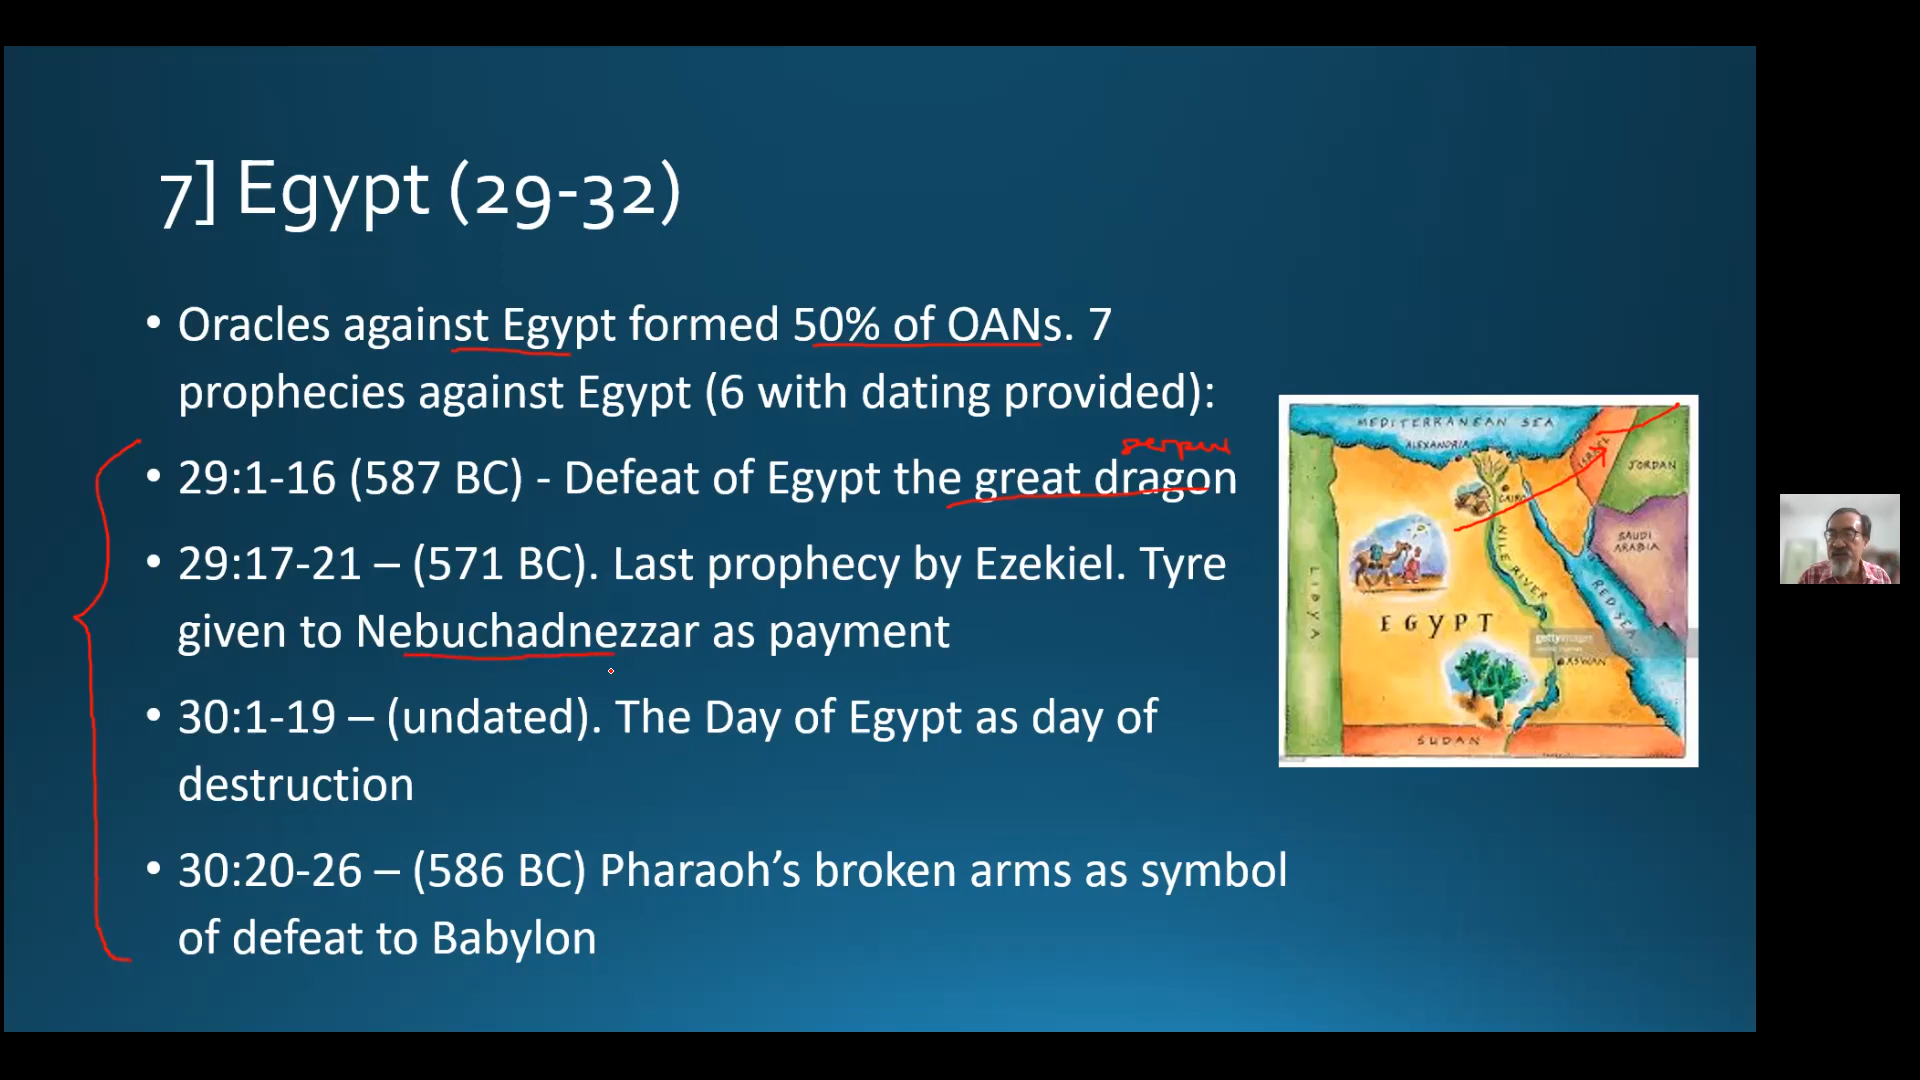 7] Egypt (29-32)
• Oracles against Egypt formed 50% of OANs. 7
prophecies against Egypt (6 with dating provided):
• 29:1-16 (587 BC) - Defeat of Egypt the great dragon
• 29:17-21 – (571 BC). Last prophecy by Ezekiel. Tyre
given to Nebuchadnezzar as payment
• 30:1-19 – (undated). The Day of Egypt as day of
destruction
• 30:20-26 – (586 BC) Pharaoh’s broken arms as symbol
of defeat to Babylon
MEDITERRANEAN SEA
ALEXANDRIA
ISRAEL
JORDAN
CAIRO
SAUDI
ARABIA
NILE RIVER
LIBYA
RED SEA
EGYPT
gettyimages
ASWAN
SUDAN